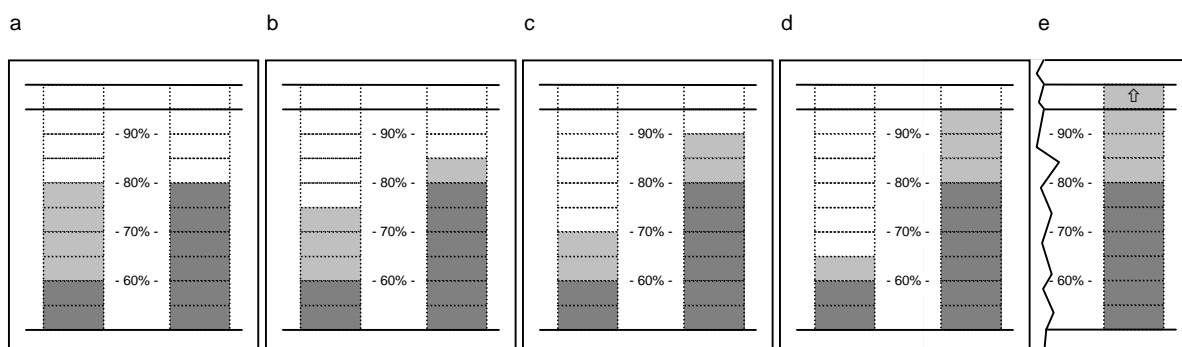 a b c d e
- 90% - - 90% - - 90% - - 90% - - 90% -
- 80% - - 80% - - 80% - - 80% - - 80% -
- 70% - - 70% - - 70% - - 70% - - 70% -
- 60% - - 60% - - 60% - - 60% - - 60% -